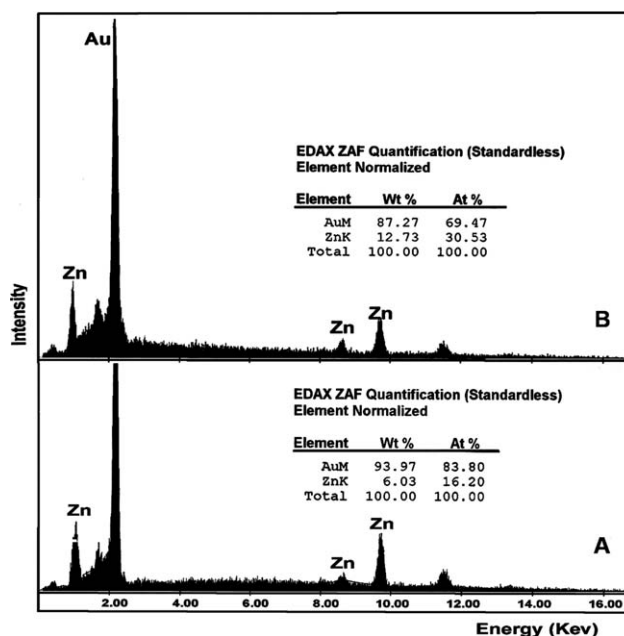 Au
EDAX ZAF Quantification (Standardless)
Element Normalized
Element Wt % At %
AuM 87.27 69.47
ZnK 12.73 30.53
Total 100.00 100.00
Zn
Zn
Zn
B
Intensity
EDAX ZAF Quantification (Standardless)
Element Normalized
Element Wt % At %
AuM 93.97 83.80
ZnK 6.03 16.20
Total 100.00 100.00
Zn
Zn
Zn
A
2.00 4.00 6.00 8.00 10.00 12.00 14.00 16.00
Energy (Kev)